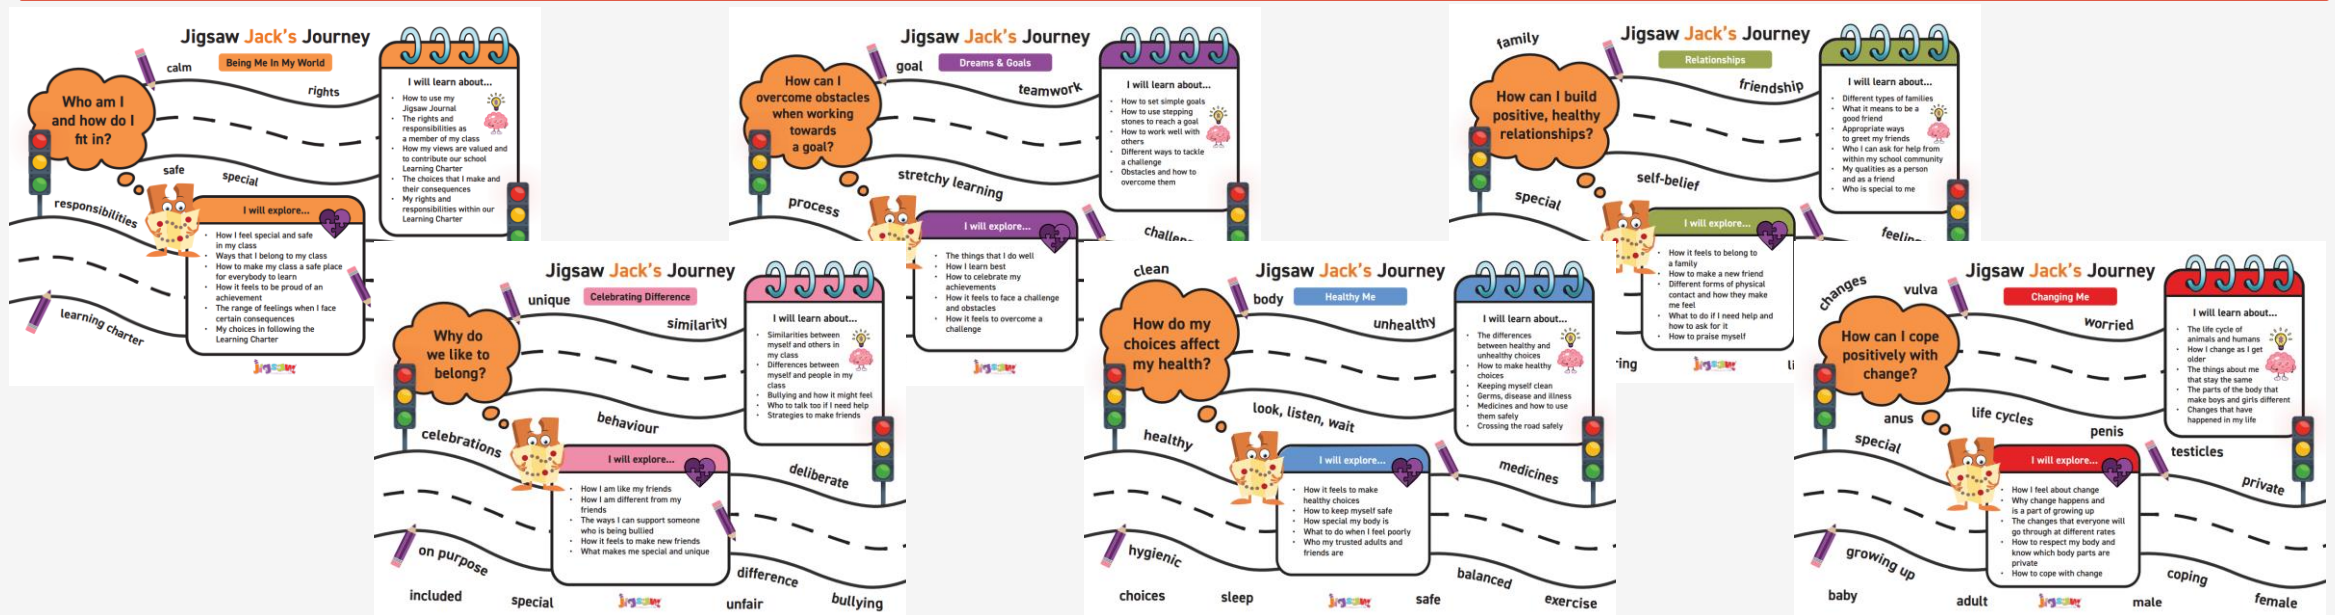 Jigsaw Jack's Journey
Being Me In My World
calm
rights
Who am I
and how do I
fit in?
safe
special
responsibilities
learning charter
I will learn about...
How to use my
Jigsaw Journal
The rights and
responsibilities as
a member of my class
How my views are valued and
to contribute our school
Learning Charter
The choices that I make and
their consequences
My rights and
responsibilities within our
Learning Charter
I will explore...
How I feel special and safe
in my class
Ways that I belong to my class
How to make my class a safe place
for everybody to learn
How it feels to be proud of an
achievement
The range of feelings when I face
certain consequences
My choices in following the
Learning Charter
Jigsaw
Jigsaw Jack's Journey
Celebrating Difference
unique
similarity
Why do
we like to
belong?
behaviour
celebrations
deliberate
on purpose
difference
included
special
unfair
bullying
I will learn about...
Similarities between
myself and others in
my class
Differences between
myself and people in my
class
Bullying and how it might feel
Who to talk too if I need help
Strategies to make friends
I will explore...
How I am like my friends
How I am different from my
friends
The ways I can support someone
who is being bullied
How it feels to make new friends
What makes me special and unique
Jigsaw
Jigsaw Jack's Journey
Dreams & Goals
goal
teamwork
How can I
overcome obstacles
when working
towards
a goal?
stretchy learning
process
I will learn about...
How to set simple goals
How to use stepping
stones to reach a goal
How to work well with
others
Different ways to tackle
a challenge
Obstacles and how to
overcome them
I will explore...
The things that I do well
How I learn best
How to celebrate my
achievements
How it feels to face a challenge
and obstacles
How it feels to overcome a
challenge
Jigsaw
Jigsaw Jack's Journey
Healthy Me
clean
body
unhealthy
How do my
choices affect
my health?
look, listen, wait
healthy
medicines
hygienic
balanced
choices
sleep
safe
exercise
I will learn about...
The differences
between healthy and
unhealthy choices
How to make healthy
choices
Keeping myself clean
Germs, disease and illness
Medicines and how to use
them safely
Crossing the road safely
I will explore...
How it feels to make
healthy choices
How to keep myself safe
How special my body is
What to do when I feel poorly
Who my trusted adults and
friends are
Jigsaw
Jigsaw Jack's Journey
Relationships
family
friendship
How can I build
positive, healthy
relationships?
self-belief
special
I will learn about...
Different types of families
What it means to be a
good friend
Appropriate ways
to greet my friends
Who I can ask for help from
within my school community
My qualities as a person
and as a friend
Who is special to me
I will explore...
How it feels to belong to
a family
How to make a new friend
Different forms of physical
contact and how they make
me feel
What to do if I need help and
how to ask for it
How to praise myself
Jigsaw
Jigsaw Jack's Journey
Changing Me
changes
vulva
worried
How can I cope
positively with
change?
anus
life cycles
penis
special
testicles
private
growing up
coping
baby
adult
male
female
I will learn about...
The life cycle of
animals and humans
How I change as I get
older
The things about me
that stay the same
The parts of the body that
make boys and girls different
Changes that have
happened in my life
I will explore...
How I feel about change
Why change happens and
is a part of growing up
The changes that everyone will
go through at different rates
How to respect my body and
know which body parts are
private
How to cope with change
Jigsaw